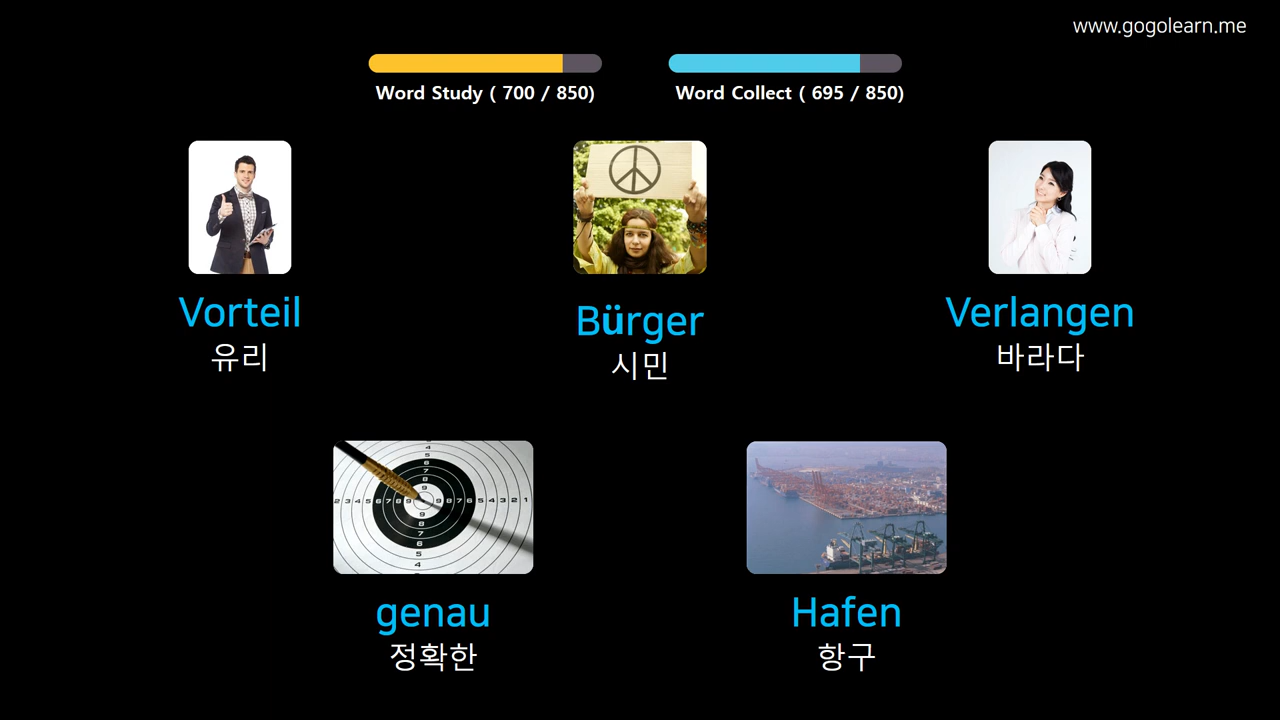 www.gogolearn.me
Word Study ( 700 / 850)
Word Collect ( 695 / 850)
Vorteil
유리
Bürger
시민
Verlangen
바라다
genau
정확한
Hafen
항구